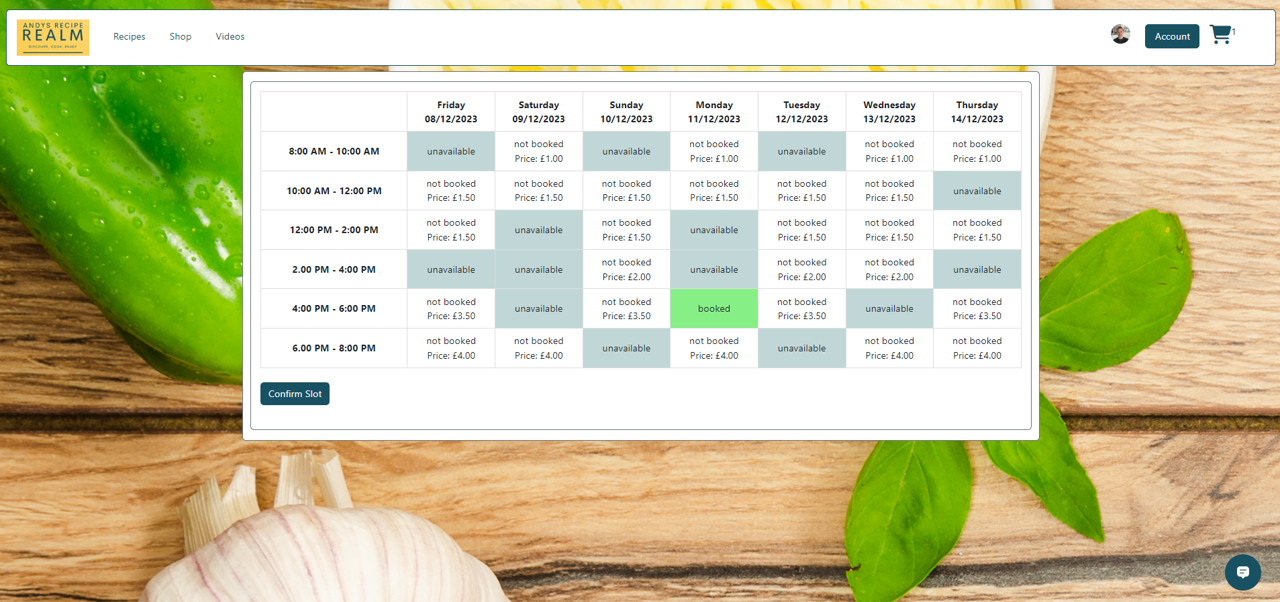 ANDYS RECIPE
REALM
DISCOVER, COOK, ENJOY
Recipes
Shop
Videos
Account
1
Friday 08/12/2023 Saturday 09/12/2023 Sunday 10/12/2023 Monday 11/12/2023 Tuesday 12/12/2023 Wednesday 13/12/2023 Thursday 14/12/2023
8:00 AM - 10:00 AM unavailable not booked Price: £1.00 unavailable not booked Price: £1.00 unavailable not booked Price: £1.00 not booked Price: £1.00
10:00 AM - 12:00 PM not booked Price: £1.50 not booked Price: £1.50 not booked Price: £1.50 not booked Price: £1.50 not booked Price: £1.50 not booked Price: £1.50 unavailable
12:00 PM - 2:00 PM not booked Price: £1.50 unavailable not booked Price: £1.50 unavailable not booked Price: £1.50 not booked Price: £1.50 not booked Price: £1.50
2.00 PM - 4:00 PM unavailable unavailable not booked Price: £2.00 unavailable not booked Price: £2.00 not booked Price: £2.00 unavailable
4:00 PM - 6:00 PM not booked Price: £3.50 unavailable not booked Price: £3.50 booked not booked Price: £3.50 unavailable not booked Price: £3.50
6.00 PM - 8:00 PM not booked Price: £4.00 not booked Price: £4.00 unavailable not booked Price: £4.00 unavailable not booked Price: £4.00 not booked Price: £4.00
Confirm Slot